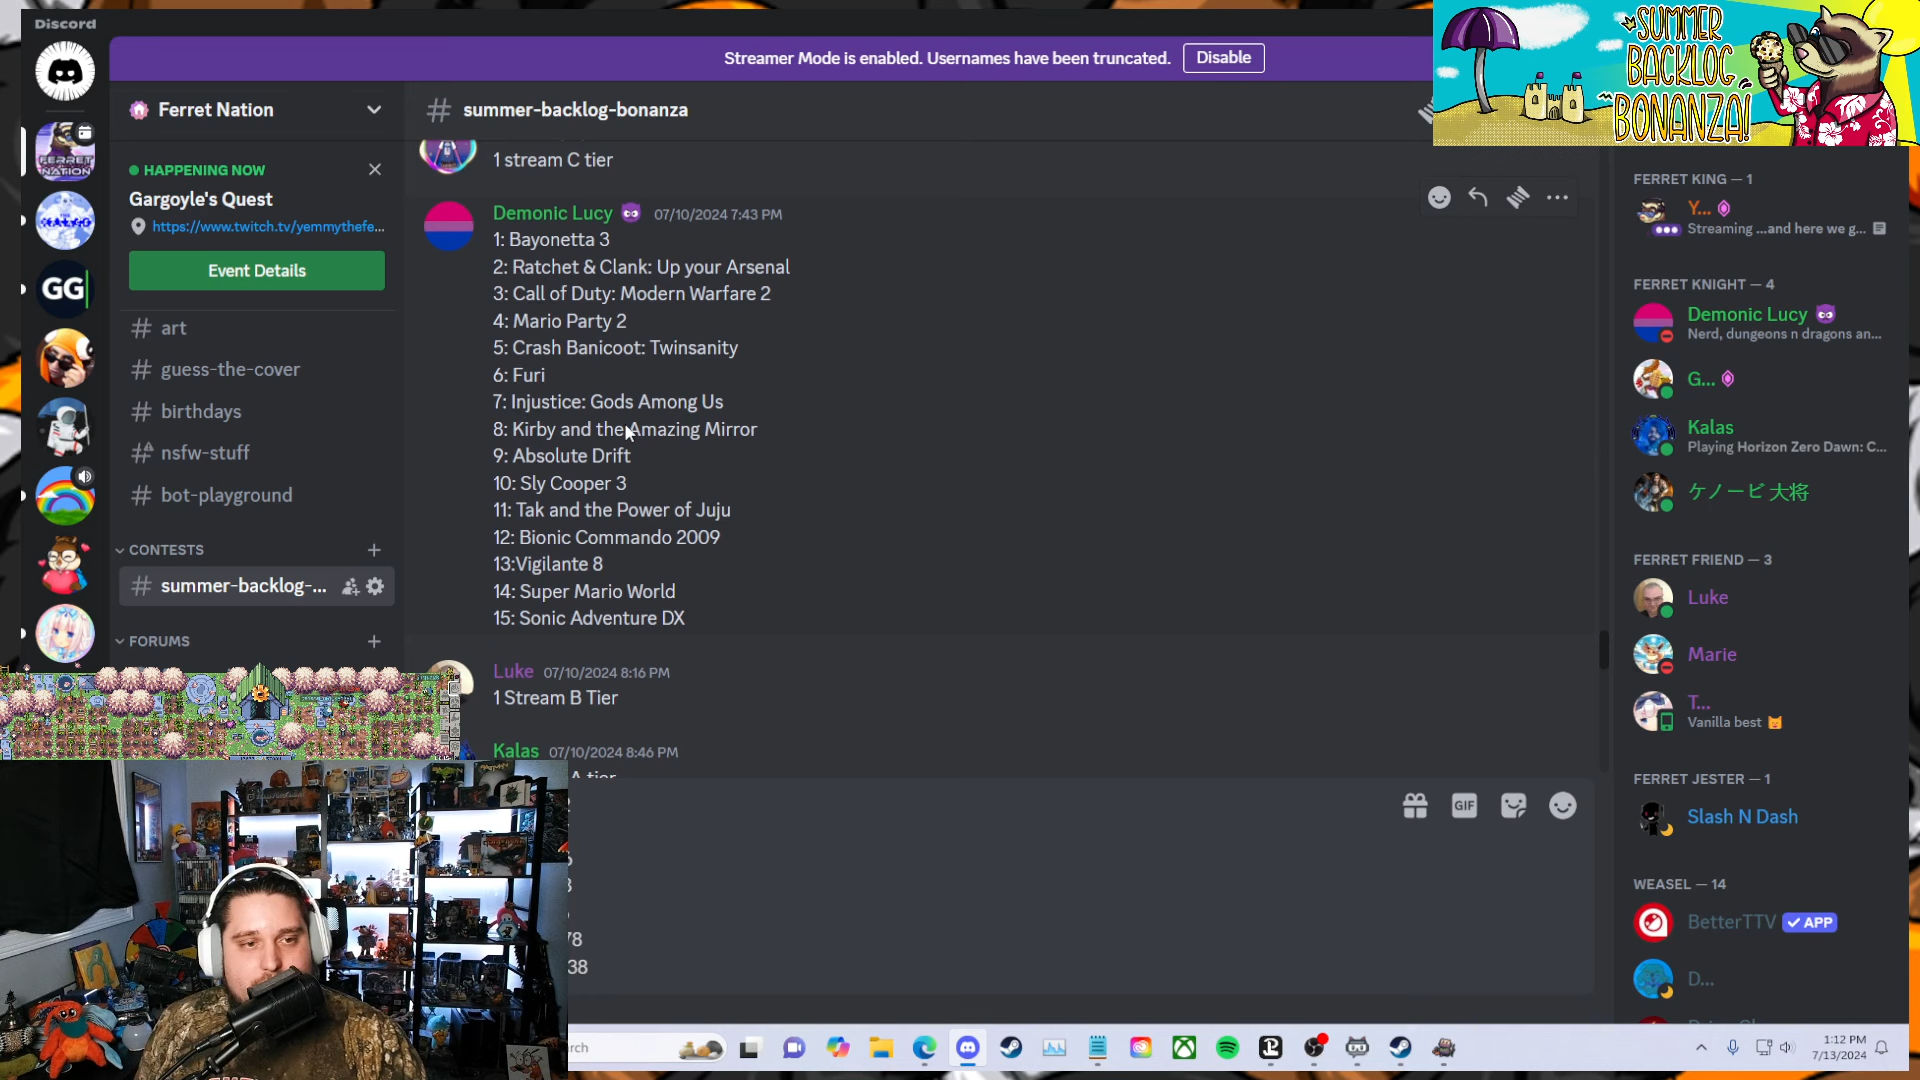 Discord
Streamer Mode is enabled. Usernames have been truncated.
Disable
SUMMER
BACKLOG
BONANZA!
Ferret Nation
# summer-backlog-bonanza
FERRET
NATION
HAPPENING NOW
Gargoyle's Quest
https://www.twitch.tv/yemmythefe...
Event Details
GG
# art
# guess-the-cover
# birthdays
# nsfw-stuff
# bot-playground
CONTESTS
# summer-backlog-...
FORUMS
1 stream C tier
Demonic Lucy 07/10/2024 7:43 PM
1: Bayonetta 3
2: Ratchet & Clank: Up your Arsenal
3: Call of Duty: Modern Warfare 2
4: Mario Party 2
5: Crash Banicoot: Twinsanity
6: Furi
7: Injustice: Gods Among Us
8: Kirby and the Amazing Mirror
9: Absolute Drift
10: Sly Cooper 3
11: Tak and the Power of Juju
12: Bionic Commando 2009
13:Vigilante 8
14: Super Mario World
15: Sonic Adventure DX
Luke 07/10/2024 8:16 PM
1 Stream B Tier
Kalas 07/10/2024 8:46 PM
A tier
78
38
GIF
FERRET KING — 1
Y...
Streaming ...and here we g...
FERRET KNIGHT — 4
Demonic Lucy
Nerd, dungeons n dragons an...
G...
Kalas
Playing Horizon Zero Dawn: C...
ケノービ 大将
FERRET FRIEND — 3
Luke
Marie
T...
Vanilla best
FERRET JESTER — 1
Slash N Dash
WEASEL — 14
BetterTTV APP
D...
1:12 PM
7/13/2024